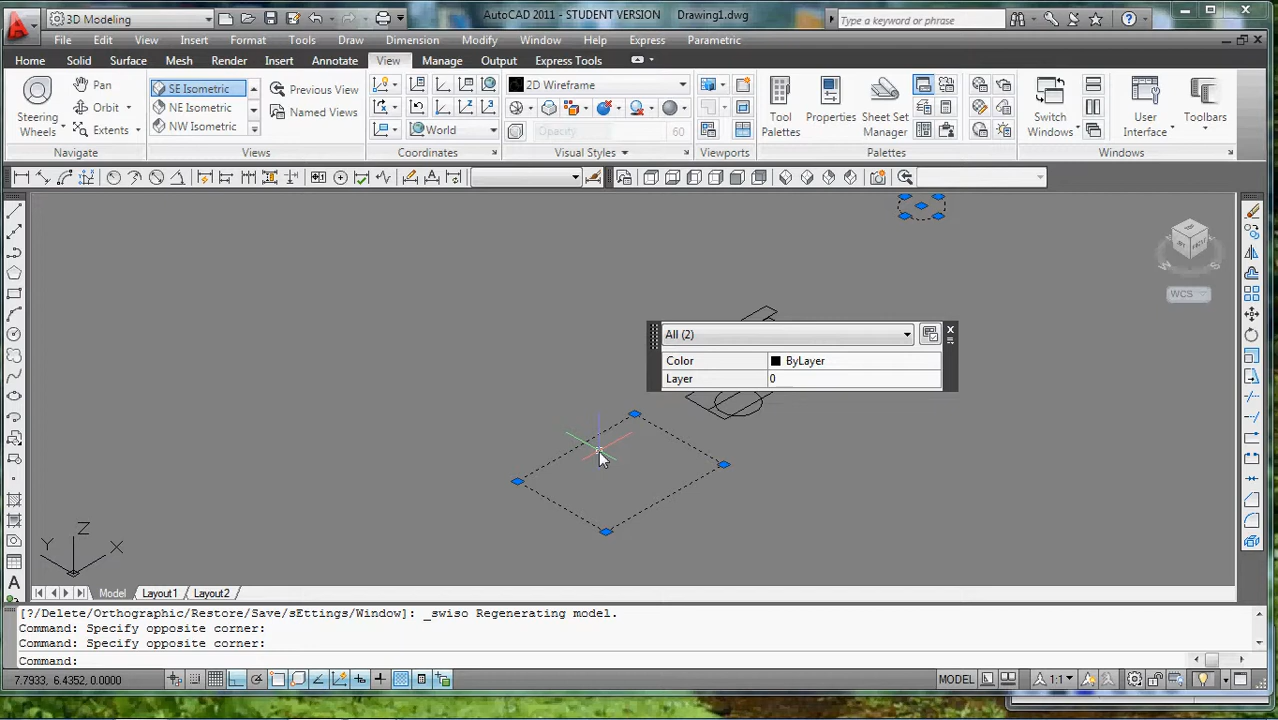 3D Modeling
AutoCAD 2011 - STUDENT VERSION Drawing1.dwg
Type a keyword or phrase
File Edit View Insert Format Tools Draw Dimension Modify Window Help Express Parametric
Home Solid Surface Mesh Render Insert Annotate View Manage Output Express Tools
Steering Wheels
Pan
Orbit
Extents
Navigate
SE Isometric
NE Isometric
NW Isometric
Previous View
Named Views
Views
World
Coordinates
2D Wireframe
Opacity 60
Visual Styles
Viewports
Tool Palettes
Properties
Sheet Set Manager
Palettes
Switch Windows
User Interface
Toolbars
Windows
WCS
All (2)
Color ByLayer
Layer 0
Z
Y X
Model Layout1 Layout2
[?/Delete/Orthographic/Restore/Save/sEttings/Window]: _swiso Regenerating model.
Command: Specify opposite corner:
Command: Specify opposite corner:
Command:
7.7933, 6.4352, 0.0000
MODEL
1:1